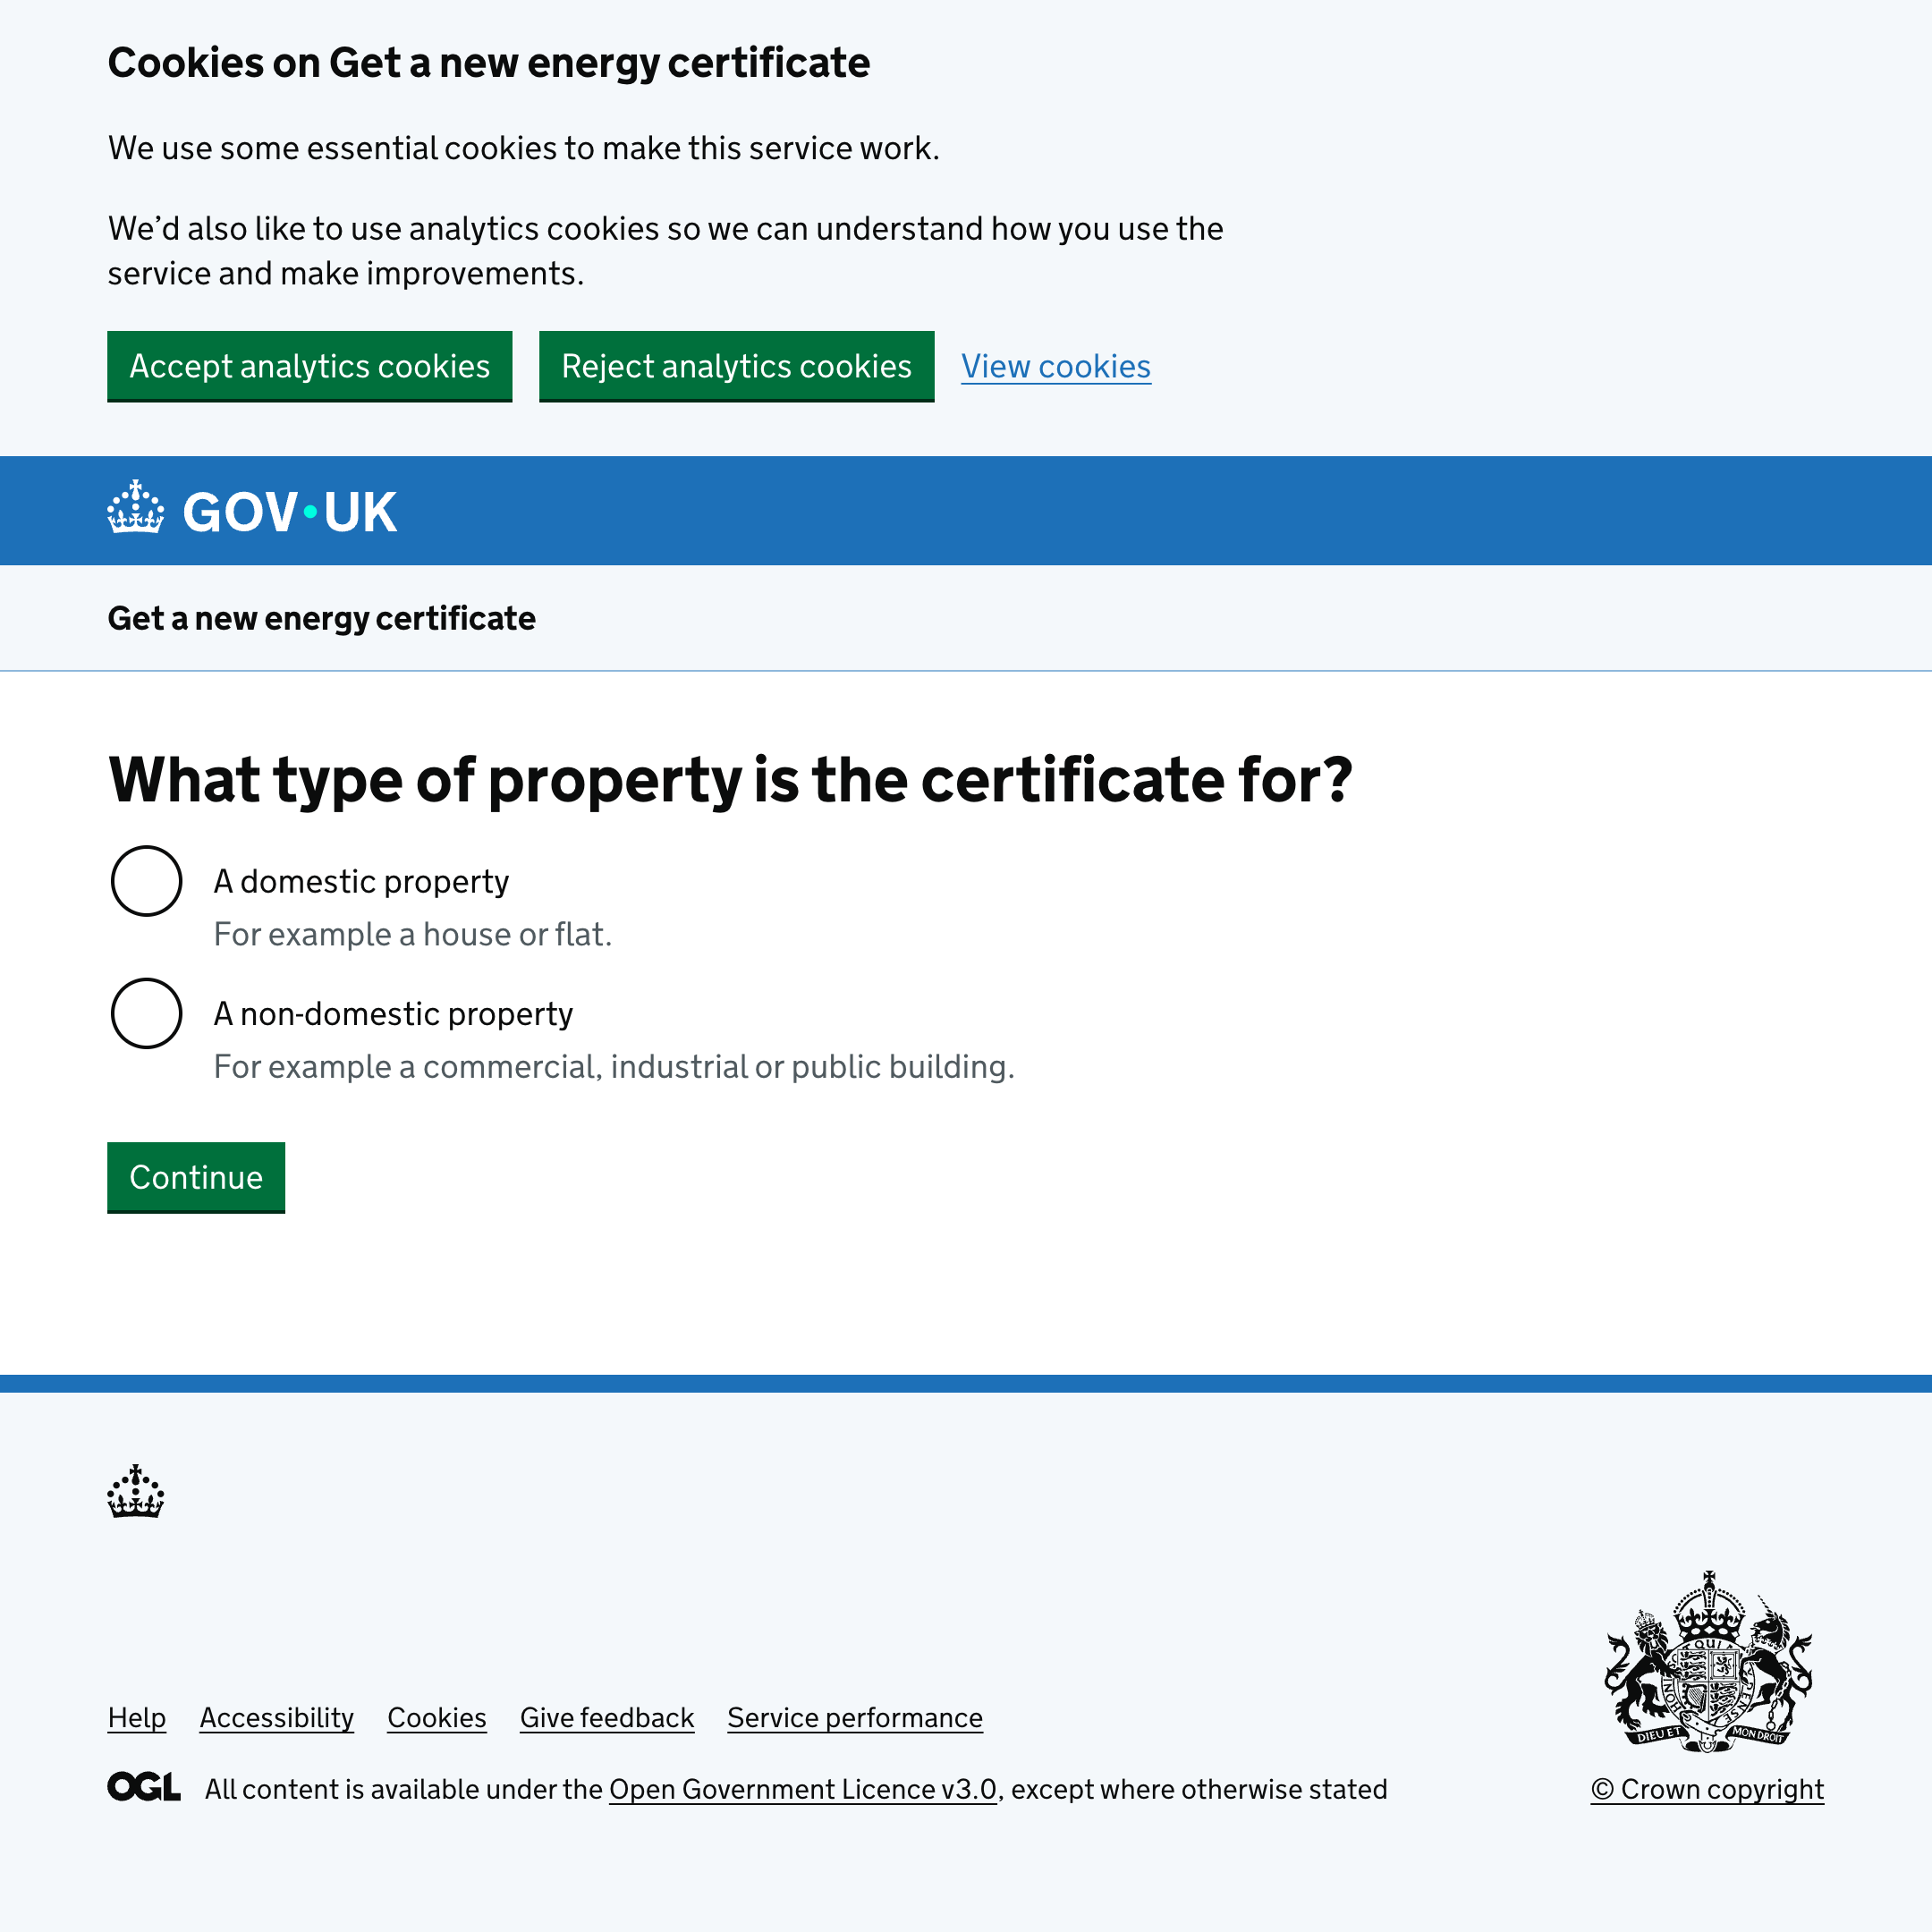 Cookies on Get a new energy certificate
We use some essential cookies to make this service work.
We’d also like to use analytics cookies so we can understand how you use the
service and make improvements.
Accept analytics cookies Reject analytics cookies View cookies
GOV·UK
Get a new energy certificate
What type of property is the certificate for?
A domestic property
For example a house or flat.
A non-domestic property
For example a commercial, industrial or public building.
Continue
Help Accessibility Cookies Give feedback Service performance
DIEU ET MON DROIT
OGL All content is available under the Open Government Licence v3.0, except where otherwise stated
© Crown copyright